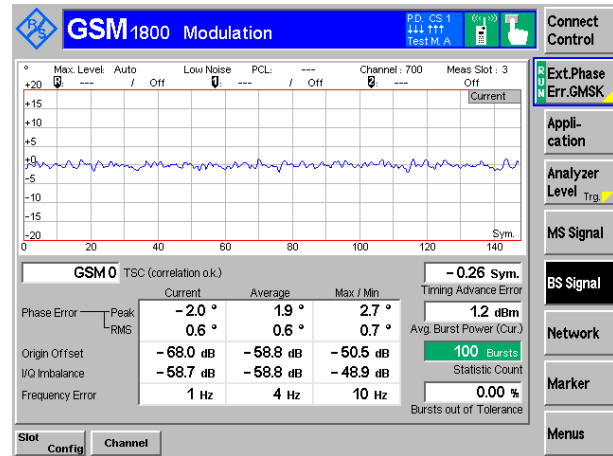 GSM 1800 Modulation
P.D. CS 1
Test M. A
Connect
Control
° Max. Level: Auto Low Noise PCL: --- Channel : 700 Meas Slot : 3
--- / Off --- / Off --- Off
Current
+20
+15
+10
+5
+0
-5
-10
-15
-20
Sym.
0 20 40 60 80 100 120 140
GSM 0 TSC (correlation o.k.)
- 0.26 Sym.
Timing Advance Error
Current Average Max / Min
Phase Error Peak - 2.0 ° 1.9 ° 2.7 °
1.2 dBm
RMS 0.6 ° 0.6 ° 0.7 °
Avg. Burst Power (Cur.)
Origin Offset - 68.0 dB - 58.8 dB - 50.5 dB
100 Bursts
I/Q Imbalance - 58.7 dB - 58.8 dB - 48.9 dB
Statistic Count
Frequency Error 1 Hz 4 Hz 10 Hz
0.00 %
Bursts out of Tolerance
RUN
Ext.Phase
Err.GMSK
Appli-
cation
Analyzer
Level Trg.
MS Signal
BS Signal
Network
Marker
Menus
Slot
Config
Channel